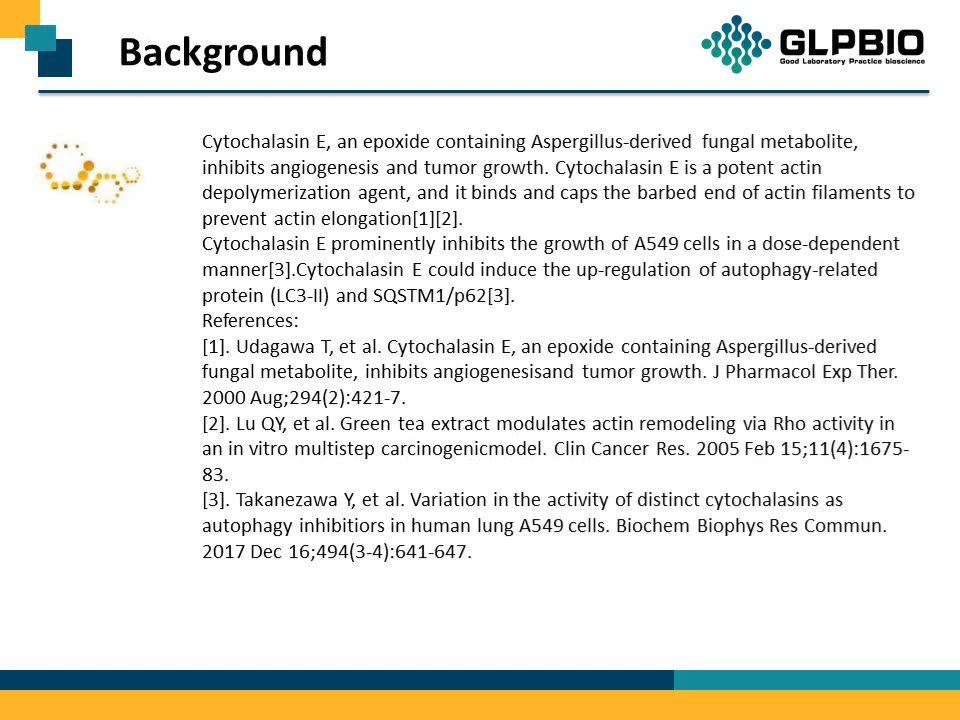 Background
GLPBIO
Good Laboratory Practice bioscience
Cytochalasin E, an epoxide containing Aspergillus-derived fungal metabolite,
inhibits angiogenesis and tumor growth. Cytochalasin E is a potent actin
depolymerization agent, and it binds and caps the barbed end of actin filaments to
prevent actin elongation[1][2].
Cytochalasin E prominently inhibits the growth of A549 cells in a dose-dependent
manner[3].Cytochalasin E could induce the up-regulation of autophagy-related
protein (LC3-II) and SQSTM1/p62[3].
References:
[1]. Udagawa T, et al. Cytochalasin E, an epoxide containing Aspergillus-derived
fungal metabolite, inhibits angiogenesisand tumor growth. J Pharmacol Exp Ther.
2000 Aug;294(2):421-7.
[2]. Lu QY, et al. Green tea extract modulates actin remodeling via Rho activity in
an in vitro multistep carcinogenicmodel. Clin Cancer Res. 2005 Feb 15;11(4):1675-
83.
[3]. Takanezawa Y, et al. Variation in the activity of distinct cytochalasins as
autophagy inhibitiors in human lung A549 cells. Biochem Biophys Res Commun.
2017 Dec 16;494(3-4):641-647.